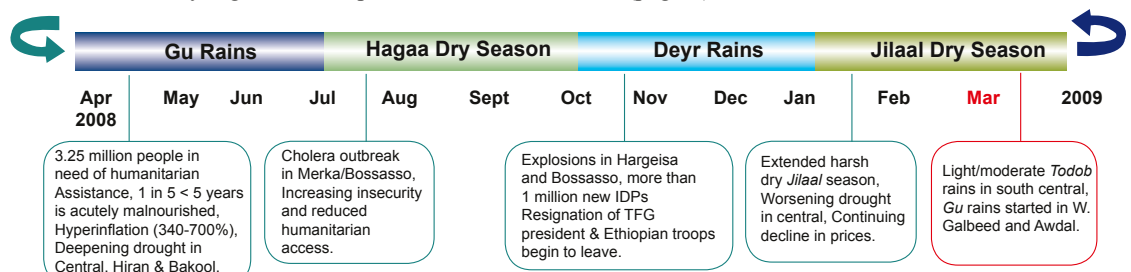 Gu Rains
Hagaa Dry Season
Deyr Rains
Jilaal Dry Season
Apr 2008
May
Jun
Jul
Aug
Sept
Oct
Nov
Dec
Jan
Feb
Mar
2009
3.25 million people in
need of humanitarian
Assistance, 1 in 5 < 5 years
is acutely malnourished,
Hyperinflation (340-700%),
Deepening drought in
Central, Hiran & Bakool.
Cholera outbreak
in Merka/Bossasso,
Increasing insecurity
and reduced
humanitarian
access.
Explosions in Hargeisa
and Bossasso, more than
1 million new IDPs
Resignation of TFG
president & Ethiopian troops
begin to leave.
Extended harsh
dry Jilaal season,
Worsening drought
in central, Continuing
decline in prices.
Light/moderate Todob
rains in south central,
Gu rains started in W.
Galbeed and Awdal.